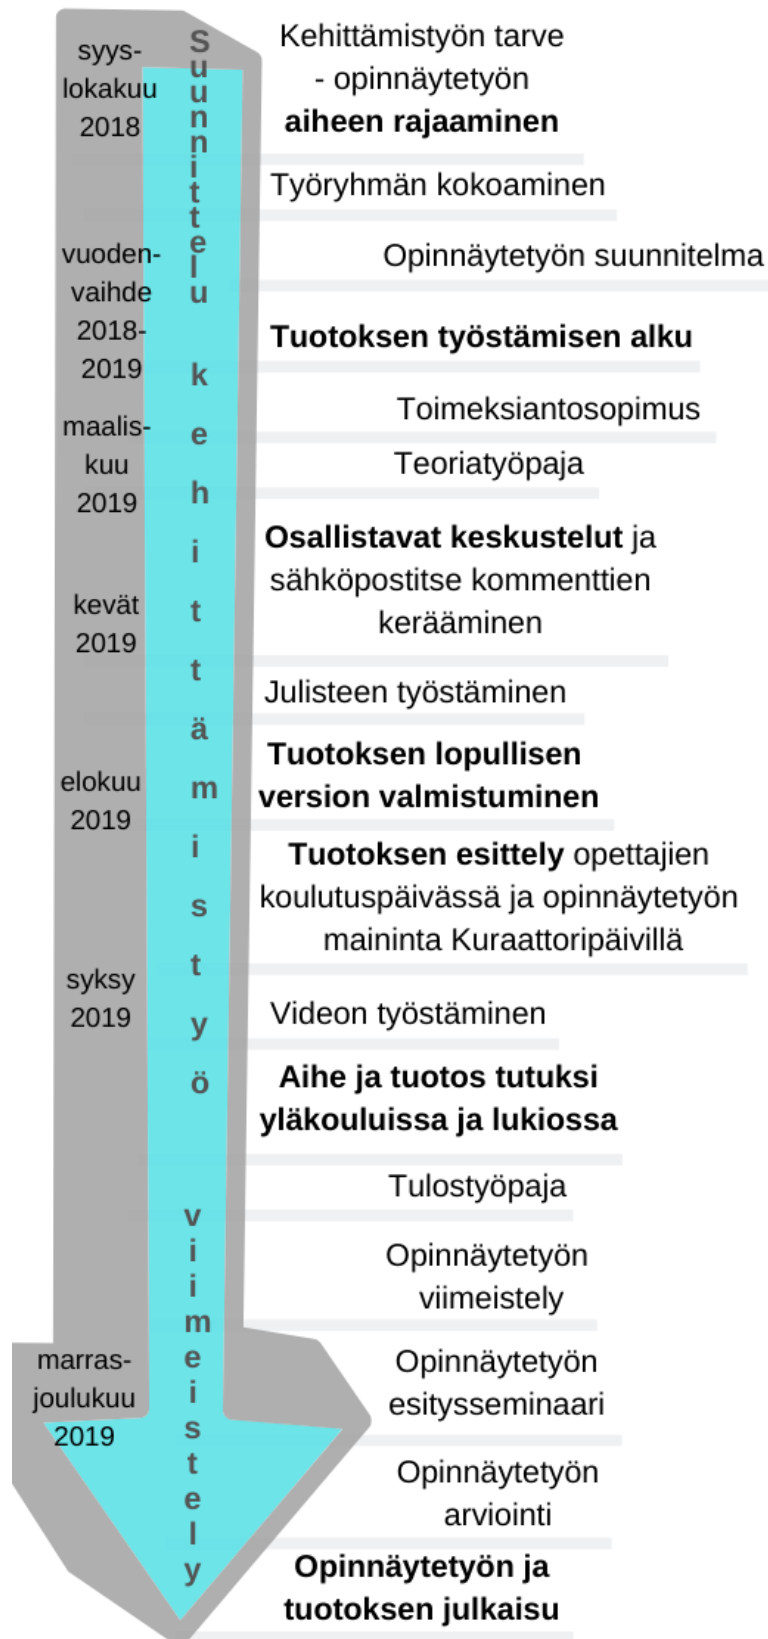 syys-
lokakuu
2018
Kehittämistyön tarve
- opinnäytetyön
aiheen rajaaminen
Työryhmän kokoaminen
Suunnittelu
vuoden-
vaihde
2018-
2019
Opinnäytetyön suunnitelma
Tuotoksen työstämisen alku
kehittämistyö
maalis-
kuu
2019
Toimeksiantosopimus
Teoriatyöpaja
kevät
2019
Osallistavat keskustelut ja
sähköpostitse kommenttien
kerääminen
Julisteen työstäminen
elokuu
2019
Tuotoksen lopullisen
version valmistuminen
Tuotoksen esittely opettajien
koulutuspäivässä ja opinnäytetyön
maininta Kuraattoripäivillä
syksy
2019
Videon työstäminen
Aihe ja tuotos tutuksi
yläkouluissa ja lukiossa
Tulostyöpaja
viimeistely
Opinnäytetyön
viimeistely
marras-
joulukuu
2019
Opinnäytetyön
esitysseminaari
Opinnäytetyön
arviointi
Opinnäytetyön ja
tuotoksen julkaisu